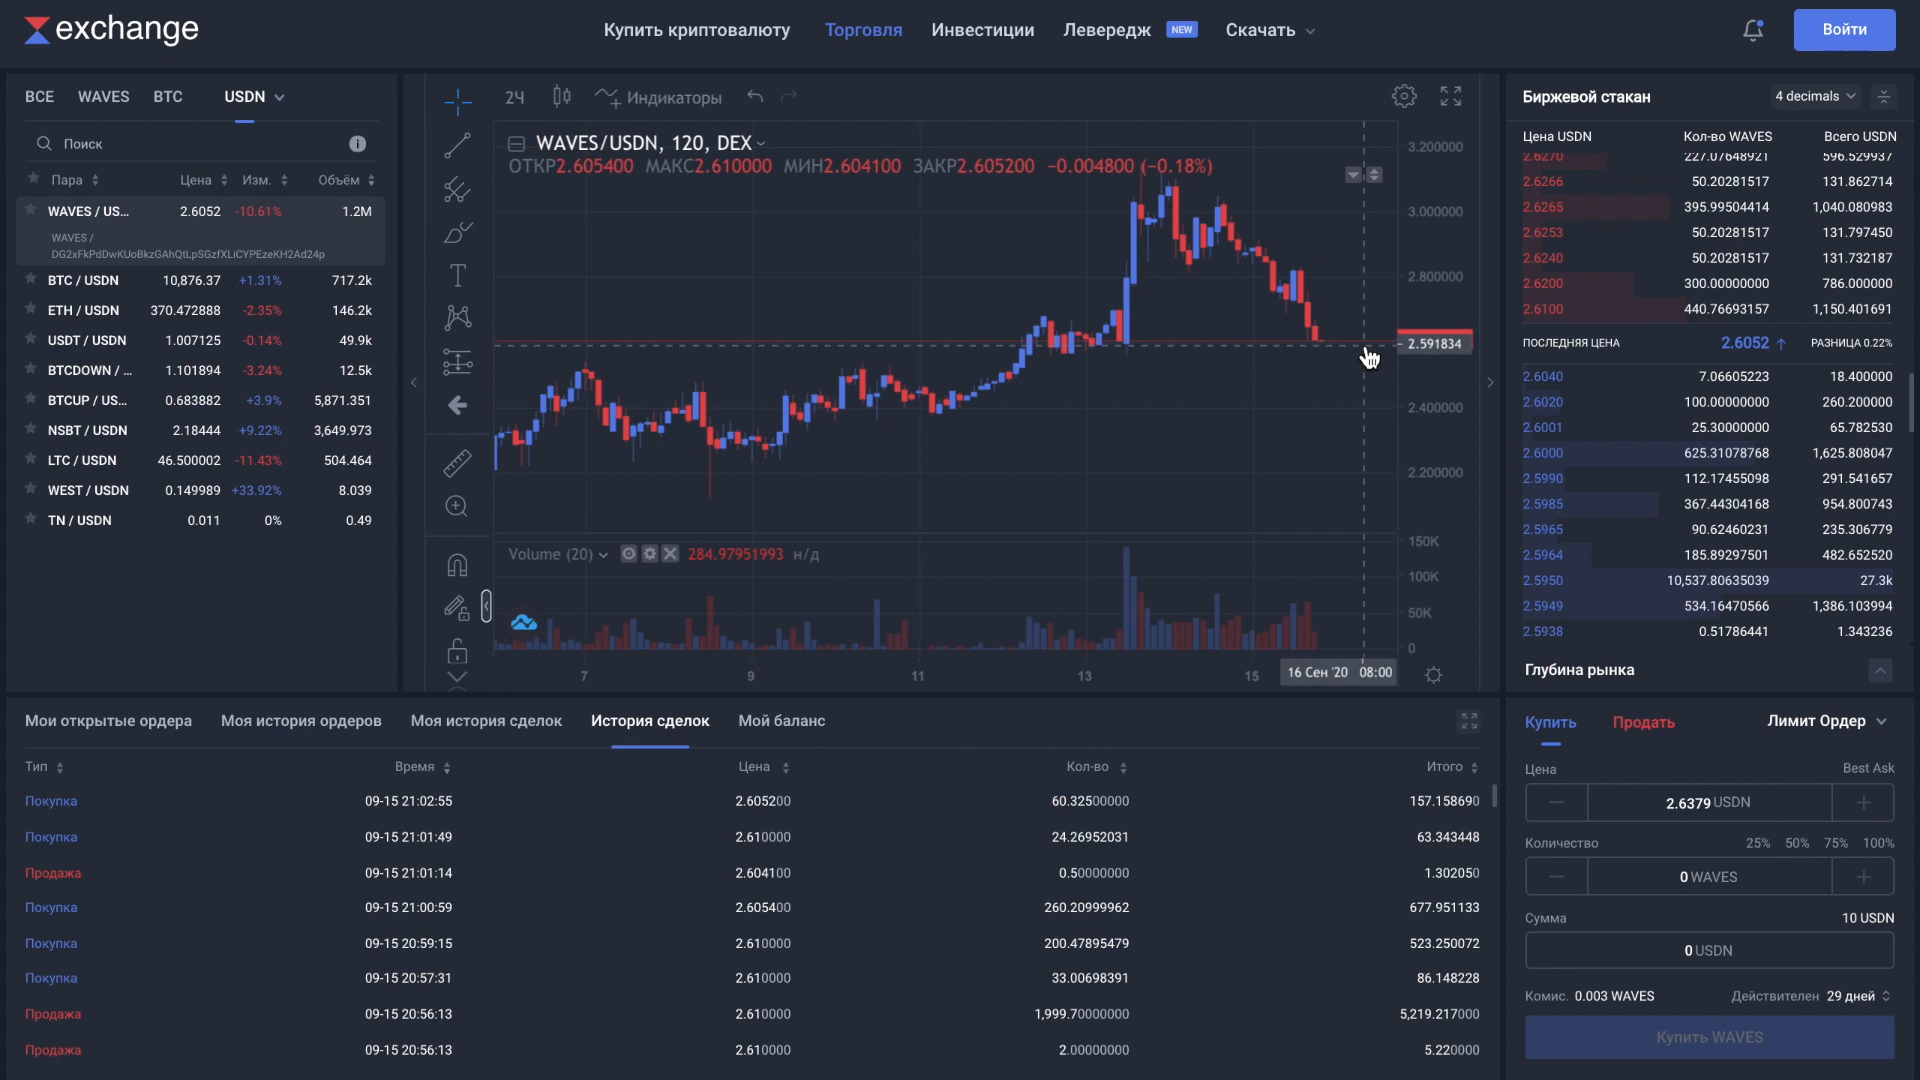 exchange
Купить криптовалюту Торговля Инвестиции Левередж NEW Скачать
Войти
ВСЕ WAVES BTC USDN
Поиск
Пара Цена Изм. Объём
WAVES / US... 2.6052 -10.61% 1.2M
WAVES /
DG2xFkPdDwKUoBkzGAhQtLpSGzfXLiCYPEzeKH2Ad24p
BTC / USDN 10,876.37 +1.31% 717.2k
ETH / USDN 370.472888 -2.35% 146.2k
USDT / USDN 1.007125 -0.14% 49.9k
BTCDOWN / ... 1.101894 -3.24% 12.5k
BTCUP / US... 0.683882 +3.9% 5,871.351
NSBT / USDN 2.18444 +9.22% 3,649.973
LTC / USDN 46.500002 -11.43% 504.464
WEST / USDN 0.149989 +33.92% 8.039
TN / USDN 0.011 0% 0.49
2Ч Индикаторы
WAVES/USDN, 120, DEX
ОТКР2.605400 МАКС2.610000 МИН2.604100 ЗАКР2.605200 −0.004800 (−0.18%)
3.200000
3.000000
2.800000
2.591834
2.400000
2.200000
Volume (20) 284.97951993 н/д
150K
100K
50K
0
7 9 11 13 15 16 Сен '20 08:00
Биржевой стакан 4 decimals
Цена USDN Кол-во WAVES Всего USDN
2.6270 227.07648921 596.529937
2.6266 50.20281517 131.862714
2.6265 395.99504414 1,040.080983
2.6253 50.20281517 131.797450
2.6240 50.20281517 131.732187
2.6200 300.00000000 786.000000
2.6100 440.76693157 1,150.401691
ПОСЛЕДНЯЯ ЦЕНА 2.6052 ↑ РАЗНИЦА 0.22%
2.6040 7.06605223 18.400000
2.6020 100.00000000 260.200000
2.6001 25.30000000 65.782530
2.6000 625.31078768 1,625.808047
2.5990 112.17455098 291.541657
2.5985 367.44304168 954.800743
2.5965 90.62460231 235.306779
2.5964 185.89297501 482.652520
2.5950 10,537.80635039 27.3k
2.5949 534.16470566 1,386.103994
2.5938 0.51786441 1.343236
Глубина рынка
Мои открытые ордера Моя история ордеров Моя история сделок История сделок Мой баланс
Тип Время Цена Кол-во Итого
Покупка 09-15 21:02:55 2.605200 60.32500000 157.158690
Покупка 09-15 21:01:49 2.610000 24.26952031 63.343448
Продажа 09-15 21:01:14 2.604100 0.50000000 1.302050
Покупка 09-15 21:00:59 2.605400 260.20999962 677.951133
Покупка 09-15 20:59:15 2.610000 200.47895479 523.250072
Покупка 09-15 20:57:31 2.610000 33.00698391 86.148228
Продажа 09-15 20:56:13 2.610000 1,999.70000000 5,219.217000
Продажа 09-15 20:56:13 2.610000 2.00000000 5.220000
Купить Продать Лимит Ордер
Цена Best Ask
2.6379 USDN
Количество 25% 50% 75% 100%
0 WAVES
Сумма 10 USDN
0 USDN
Комис. 0.003 WAVES Действителен 29 дней
Купить WAVES